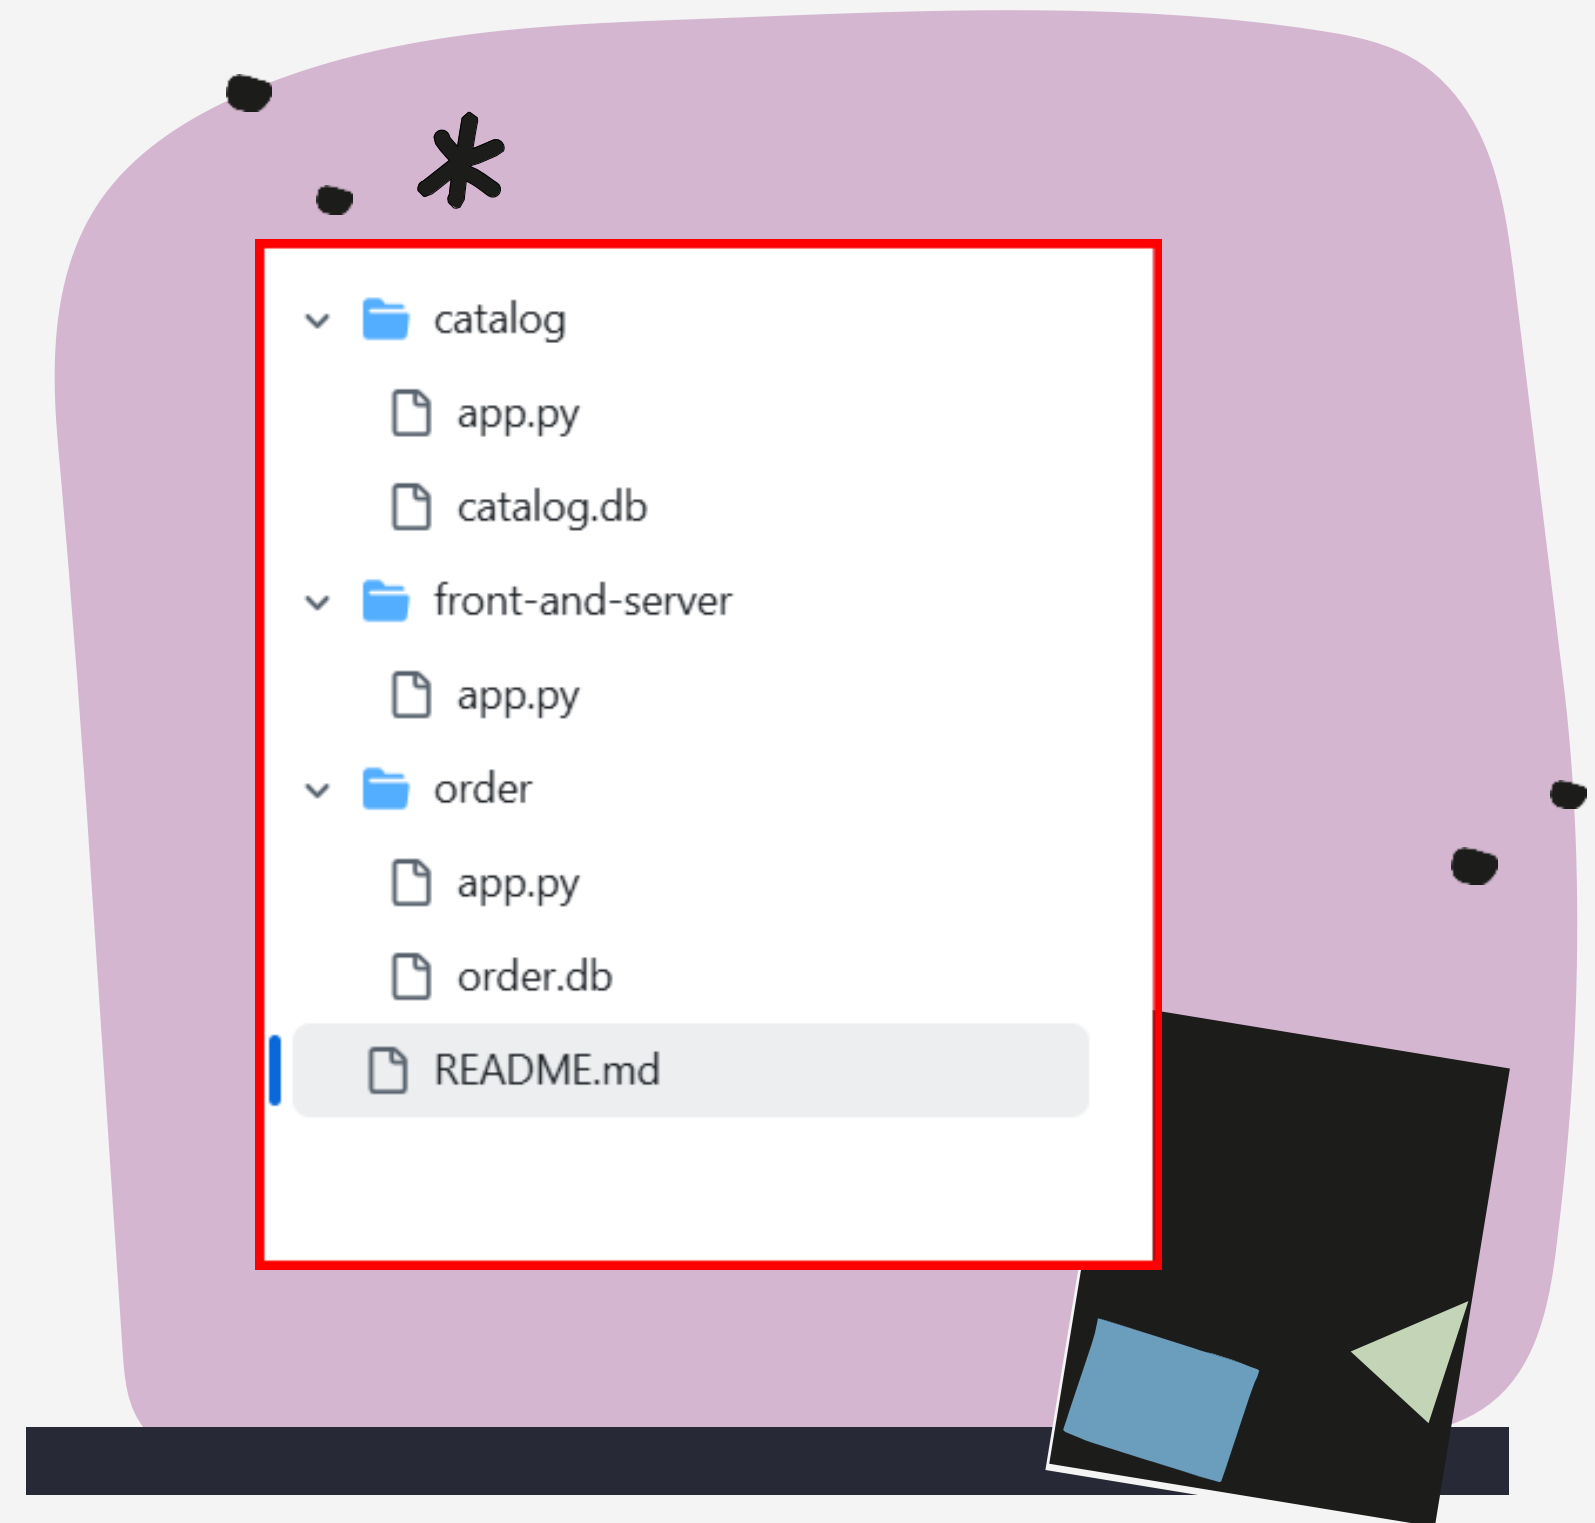 catalog
app.py
catalog.db
front-and-server
app.py
order
app.py
order.db
README.md